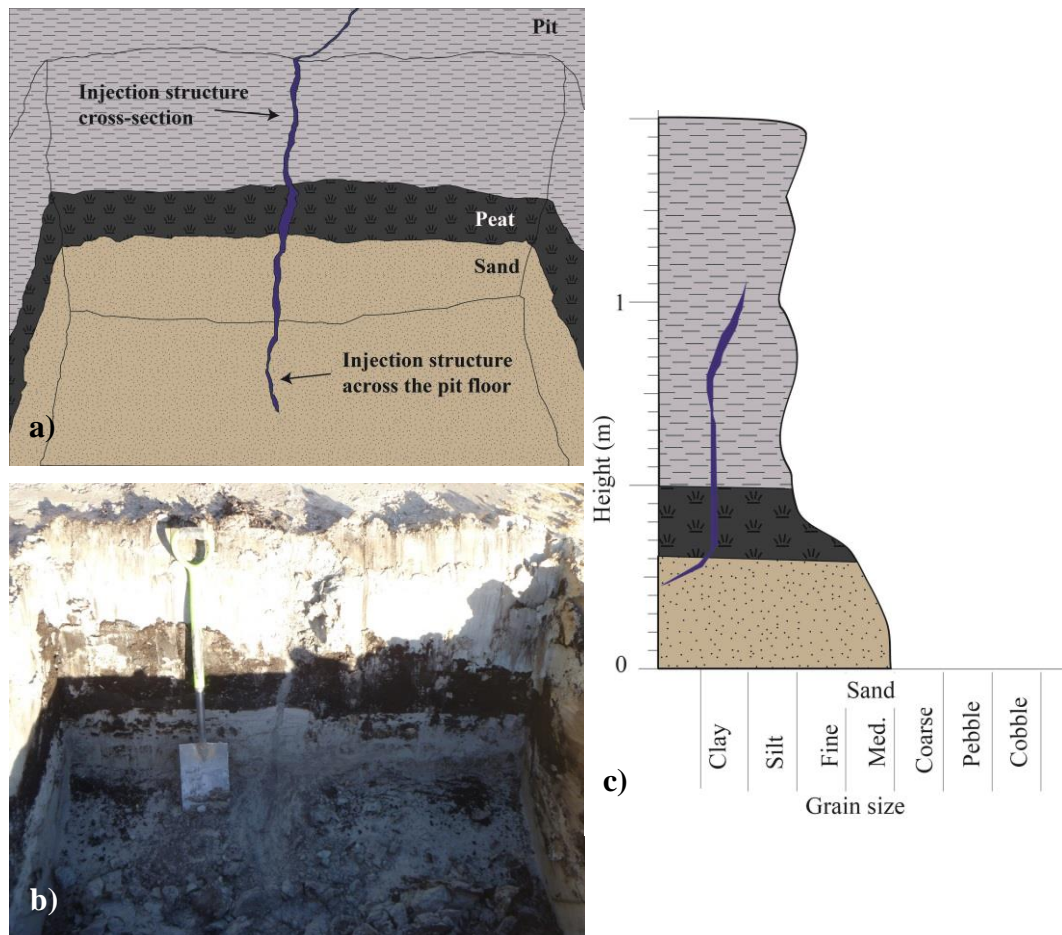 Pit
Injection structure
cross-section
Peat
Sand
Injection structure
across the pit floor
a)
b)
1
Height (m)
0
Sand
Clay
Silt
Fine
Med.
Coarse
Pebble
Cobble
Grain size
c)